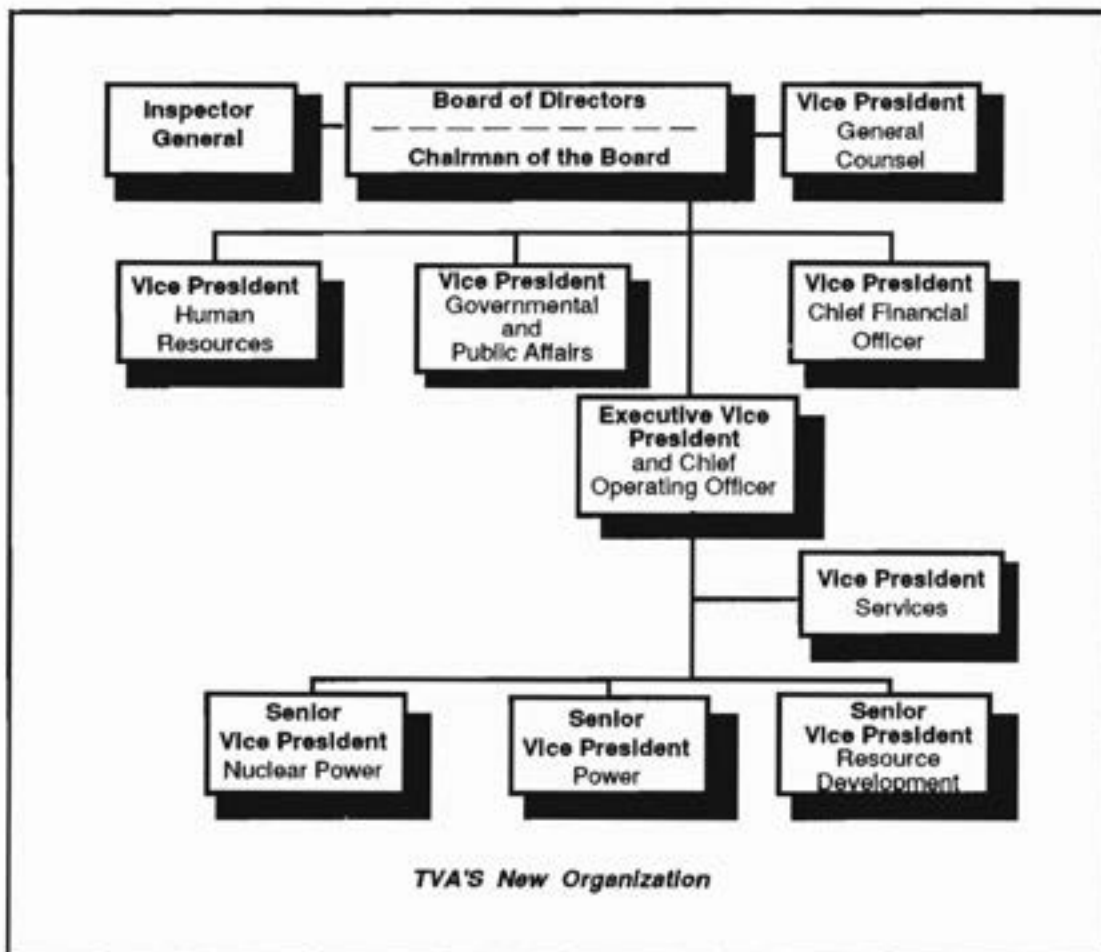 Inspector
General
Board of Directors
Chairman of the Board
Vice President
General
Counsel
Vice President
Human
Resources
Vice President
Governmental
and
Public Affairs
Vice President
Chief Financial
Officer
Executive Vice
President
and Chief
Operating Officer
Vice President
Services
Senior
Vice President
Nuclear Power
Senior
Vice President
Power
Senior
Vice President
Resource
Development
TVA'S New Organization